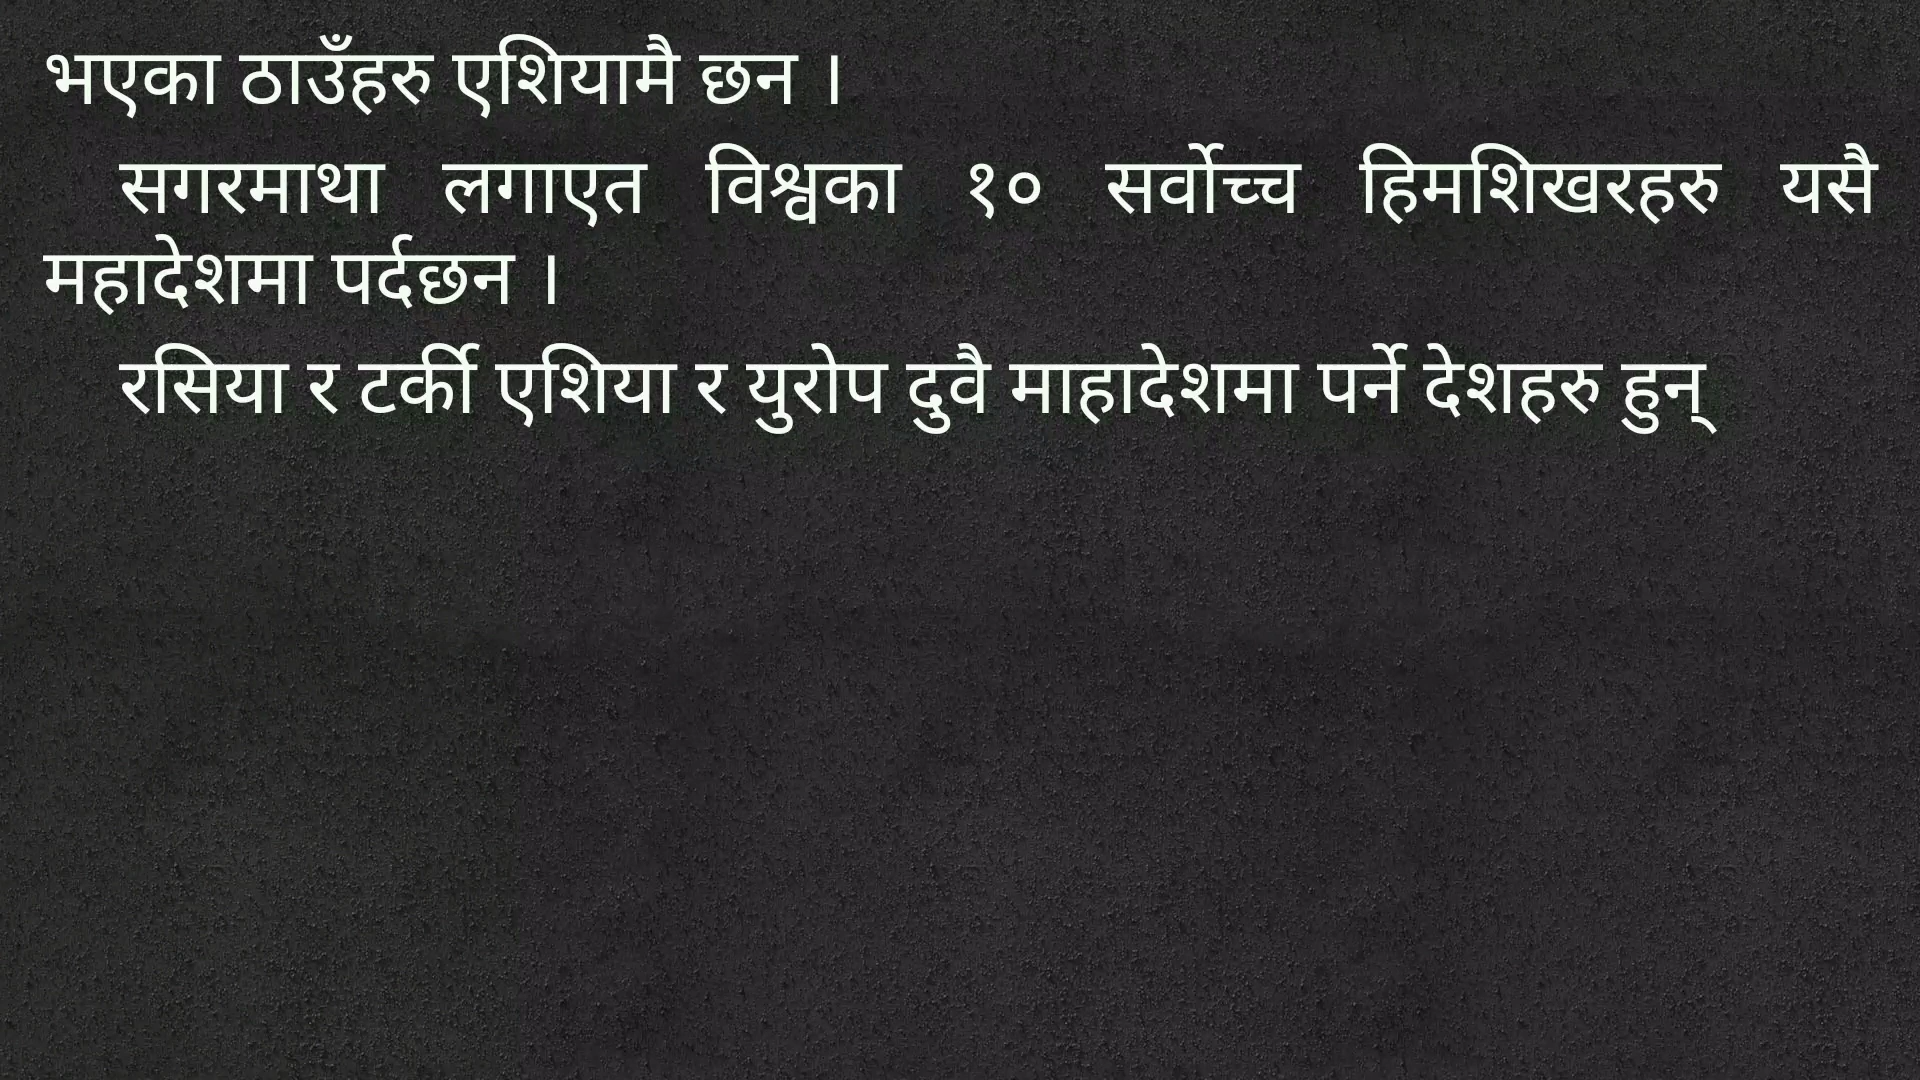 भएका ठाउँहरु एशियामै छन ।
सगरमाथा लगाएत विश्वका १० सर्वोच्च हिमशिखरहरु यसै
महादेशमा पर्दछन ।
रसिया र टर्की एशिया र युरोप दुवै माहादेशमा पर्ने देशहरु हुन्